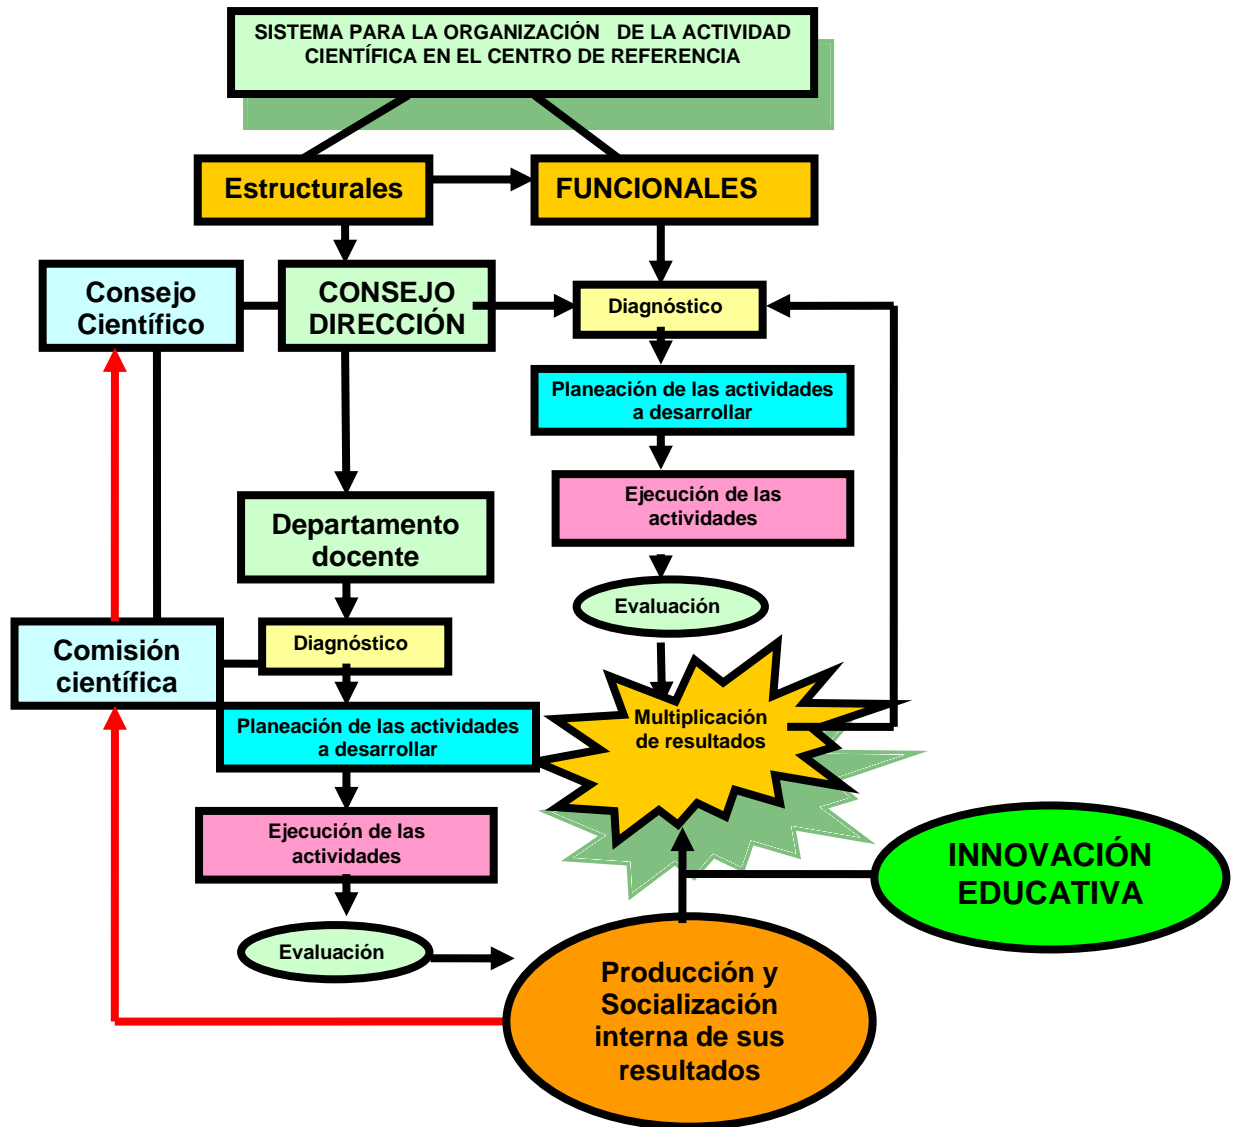 SISTEMA PARA LA ORGANIZACIÓN DE LA ACTIVIDAD
CIENTÍFICA EN EL CENTRO DE REFERENCIA
Estructurales
FUNCIONALES
Consejo
Científico
CONSEJO
DIRECCIÓN
Diagnóstico
Planeación de las actividades
a desarrollar
Ejecución de las
actividades
Departamento
docente
Evaluación
Comisión
científica
Diagnóstico
Planeación de las actividades
a desarrollar
Multiplicación
de resultados
Ejecución de las
actividades
INNOVACIÓN
EDUCATIVA
Evaluación
Producción y
Socialización
interna de sus
resultados